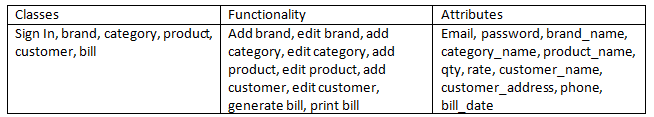 Classes
Sign In, brand, category, product,
customer, bill
Functionality
Add brand, edit brand, add
category, edit category, add
product, edit product, add
customer, edit customer,
generate bill, print bill
Attributes
Email, password, brand_name,
category_name, product_name,
qty, rate, customer_name,
customer_address, phone,
bill_date